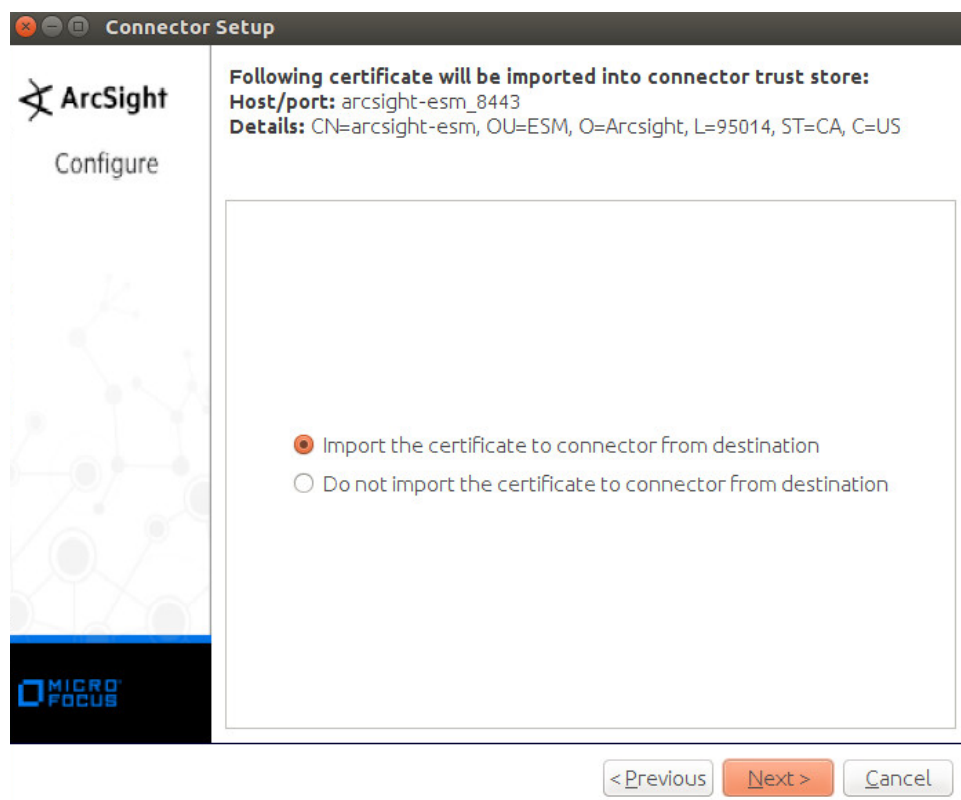 Connector Setup
ArcSight
Configure
Following certificate will be imported into connector trust store:
Host/port: arcsight-esm_8443
Details: CN=arcsight-esm, OU=ESM, O=Arcsight, L=95014, ST=CA, C=US
Import the certificate to connector from destination
Do not import the certificate to connector from destination
MICRO
FOCUS
< Previous
Next >
Cancel